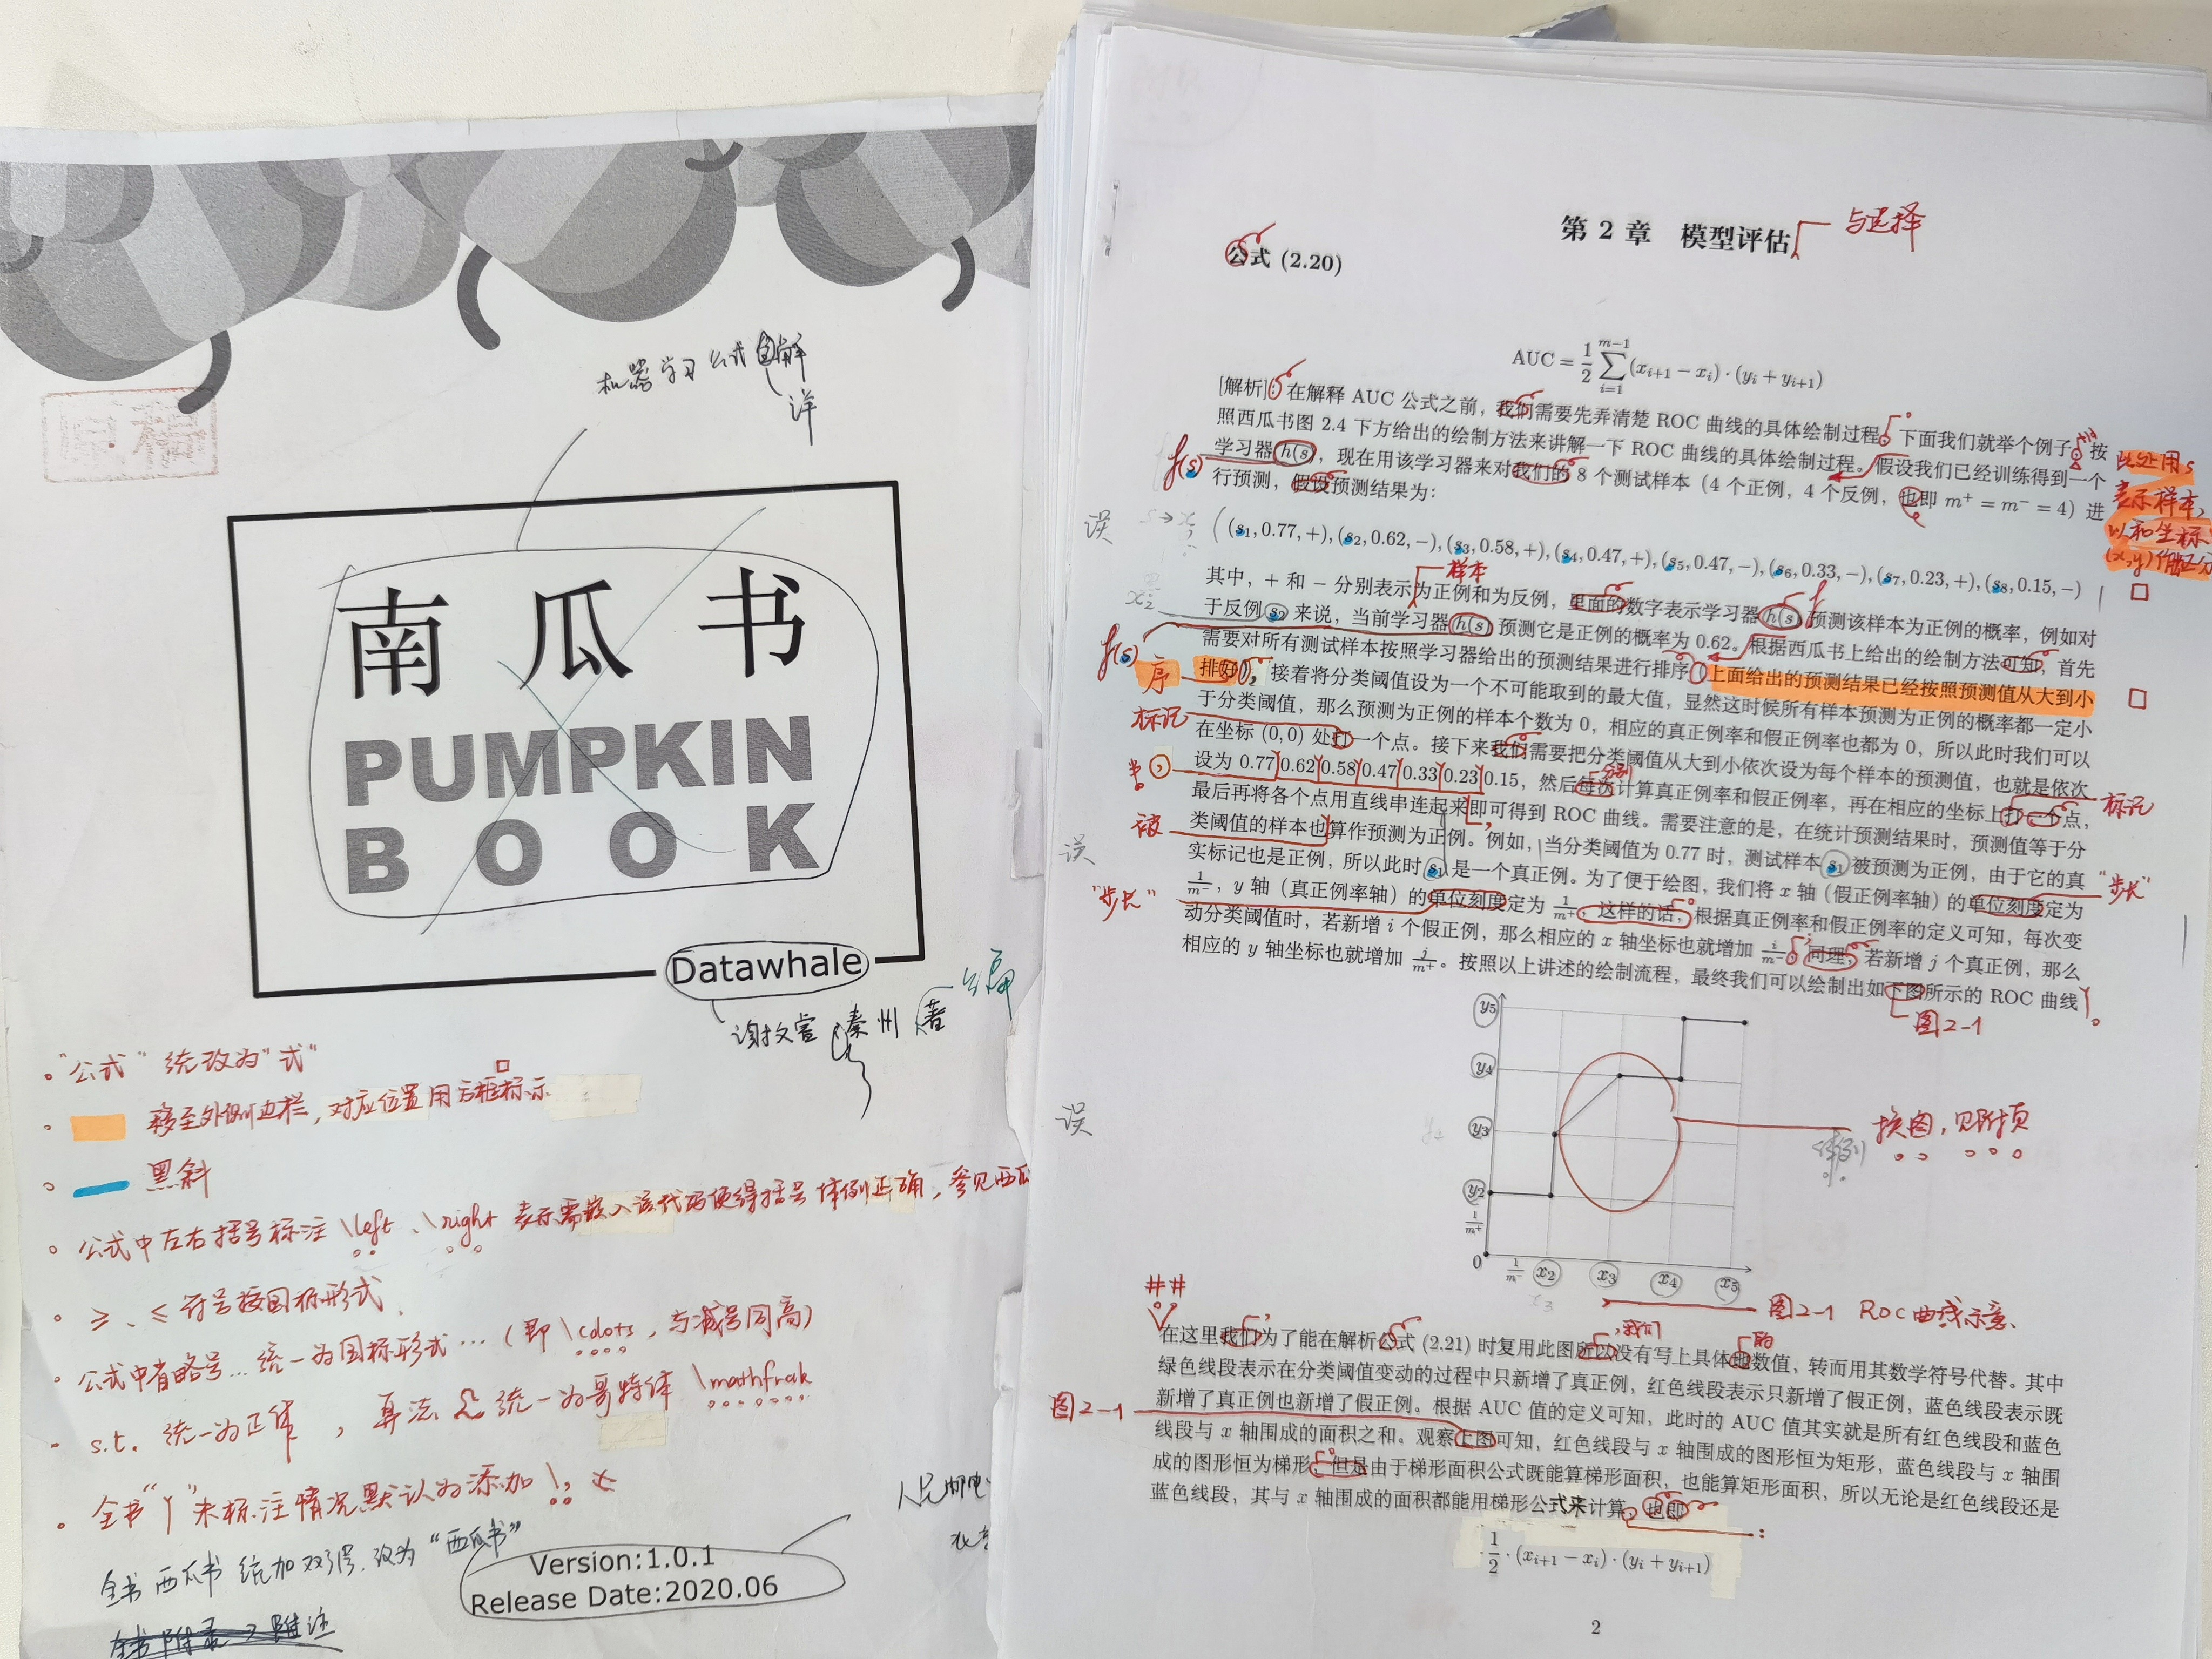 机器学习公式图解
详
原稿
南瓜书
PUMPKIN
BOOK
Datawhale
谢文睿 秦州 著
。"公式"统改为"式"
。移至外侧边栏，对应位置用方框标示
。黑斜
。公式中左右括号标注\left、\right 表示需嵌入该代码使得括号体例正确，参见西瓜
。≥、≤符号按国标形式.
。公式中省略号…统一为国标形式…（即\cdots，与减号同高）
。s.t. 统一为正体，算法 统一为哥特体 \mathfrak
。全书"丫"未标注情况默认为添加
全书 西瓜书 统加双引号，改为"西瓜书"
Version:1.0.1
Release Date:2020.06
第 2 章 模型评估
与选择
公式 (2.20)
AUC = 1/2 ∑_{i=1}^{m-1} (x_{i+1} − x_i) · (y_i + y_{i+1})
[解析]：在解释 AUC 公式之前，我们需要先弄清楚 ROC 曲线的具体绘制过程。下面我们就举个例子，按
照西瓜书图 2.4 下方给出的绘制方法来讲解一下 ROC 曲线的具体绘制过程。假设我们已经训练得到一个
学习器 h(s)，现在用该学习器来对我们的 8 个测试样本（4 个正例，4 个反例，也即 m⁺ = m⁻ = 4）进
行预测，假设预测结果为：
f(s)
此处用s
表示样本,
以和坐标
(x,y)作区分
误
s→x
(s₁, 0.77, +), (s₂, 0.62, −), (s₃, 0.58, +), (s₄, 0.47, +), (s₅, 0.47, −), (s₆, 0.33, −), (s₇, 0.23, +), (s₈, 0.15, −)
样本
其中，+ 和 − 分别表示为正例和为反例，里面的数字表示学习器 h(s) 预测该样本为正例的概率，例如对
于反例 s₂ 来说，当前学习器 h(s) 预测它是正例的概率为 0.62。根据西瓜书上给出的绘制方法可知，首先
需要对所有测试样本按照学习器给出的预测结果进行排序，上面给出的预测结果已经按照预测值从大到小
排好，接着将分类阈值设为一个不可能取到的最大值，显然这时候所有样本预测为正例的概率都一定小
于分类阈值，那么预测为正例的样本个数为 0，相应的真正例率和假正例率也都为 0，所以此时我们可以
在坐标 (0,0) 处打一个点。接下来我们需要把分类阈值从大到小依次设为每个样本的预测值，也就是依次
设为 0.77 0.62 0.58 0.47 0.33 0.23 0.15，然后每次计算真正例率和假正例率，再在相应的坐标上打一个点，
最后再将各个点用直线串连起来即可得到 ROC 曲线。需要注意的是，在统计预测结果时，预测值等于分
类阈值的样本也算作预测为正例。例如，当分类阈值为 0.77 时，测试样本 s₁ 被预测为正例，由于它的真
实标记也是正例，所以此时 s₁ 是一个真正例。为了便于绘图，我们将 x 轴（假正例率轴）的单位刻度定为
1/m⁻，y 轴（真正例率轴）的单位刻度定为 1/m⁺，这样的话，根据真正例率和假正例率的定义可知，每次变
动分类阈值时，若新增 i 个假正例，那么相应的 x 轴坐标也就增加 i/m⁻。同理，若新增 j 个真正例，那么
相应的 y 轴坐标也就增加 j/m⁺。按照以上讲述的绘制流程，最终我们可以绘制出如下图所示的 ROC 曲线
f(s)
序
标记
被
"步长"
分别
标记
"步长"
误
图2-1
y₅
y₄
y₃
y₂
1/m⁺
0
1/m⁻
x₂
x₃
x₄
x₅
误
换图，见附页
图2-1 ROC曲线示意
##
，我们
的
在这里我们为了能在解析公式 (2.21) 时复用此图所以没有写上具体地数值，转而用其数学符号代替。其中
绿色线段表示在分类阈值变动的过程中只新增了真正例，红色线段表示只新增了假正例，蓝色线段表示既
新增了真正例也新增了假正例。根据 AUC 值的定义可知，此时的 AUC 值其实就是所有红色线段和蓝色
线段与 x 轴围成的面积之和。观察上图可知，红色线段与 x 轴围成的图形恒为矩形，蓝色线段与 x 轴围
成的图形恒为梯形，但是由于梯形面积公式既能算梯形面积，也能算矩形面积，所以无论是红色线段还是
蓝色线段，其与 x 轴围成的面积都能用梯形公式来计算，也即
图2-1
1/2 · (x_{i+1} − x_i) · (y_i + y_{i+1})
2